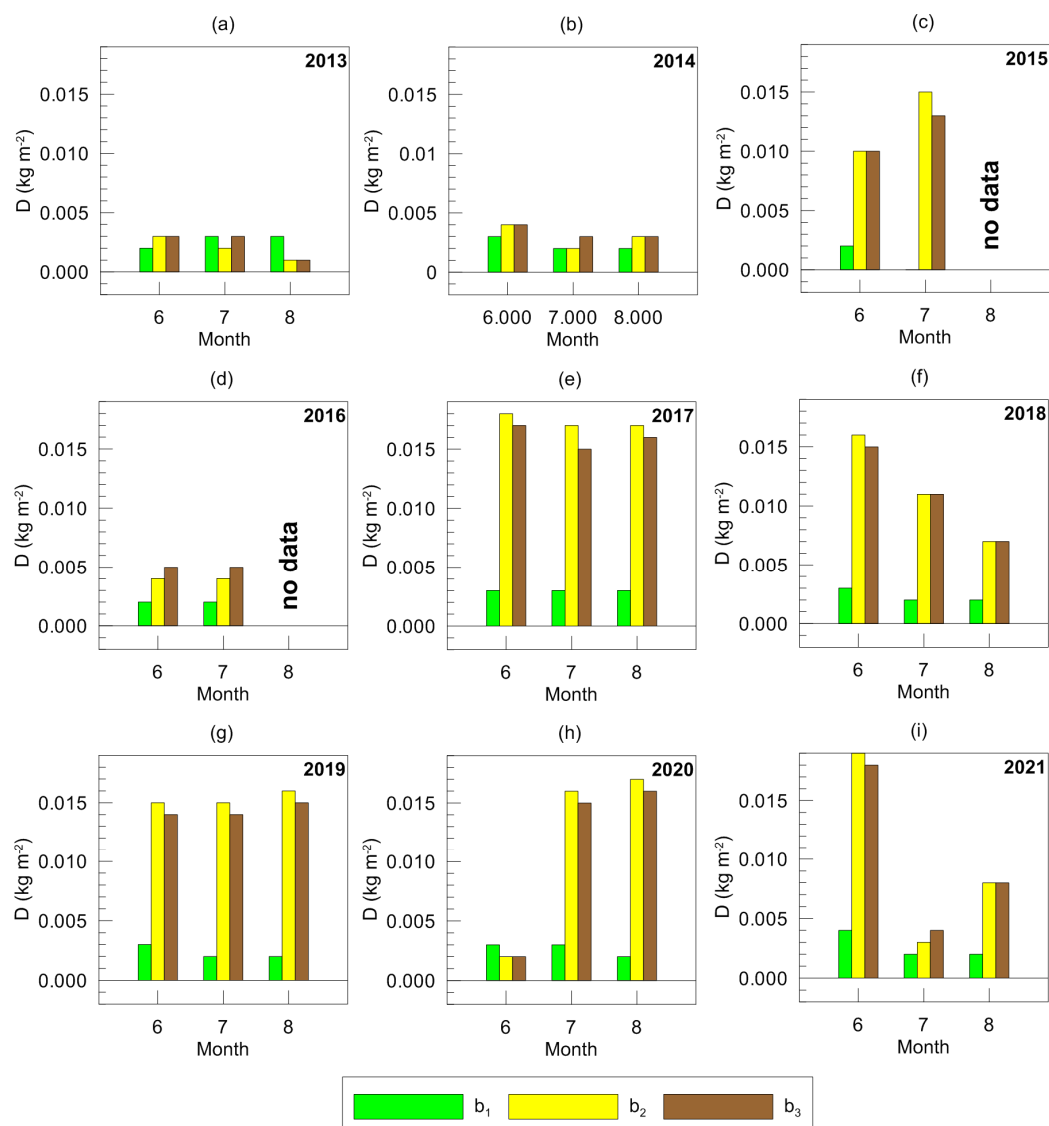 (a)
2013
0.015
0.010
0.005
0.000
D (kg m⁻²)
6 7 8
Month
(b)
2014
0.015
0.010
0.005
0
D (kg m⁻²)
6.000 7.000 8.000
Month
(c)
2015
0.015
0.010
0.005
0.000
D (kg m⁻²)
no data
6 7 8
Month
(d)
2016
0.015
0.010
0.005
0.000
D (kg m⁻²)
no data
6 7 8
Month
(e)
2017
0.015
0.010
0.005
0.000
D (kg m⁻²)
6 7 8
Month
(f)
2018
0.015
0.010
0.005
0.000
D (kg m⁻²)
6 7 8
Month
(g)
2019
0.015
0.010
0.005
0.000
D (kg m⁻²)
6 7 8
Month
(h)
2020
0.015
0.010
0.005
0.000
D (kg m⁻²)
6 7 8
Month
(i)
2021
0.015
0.010
0.005
0.000
D (kg m⁻²)
6 7 8
Month
b₁ b₂ b₃